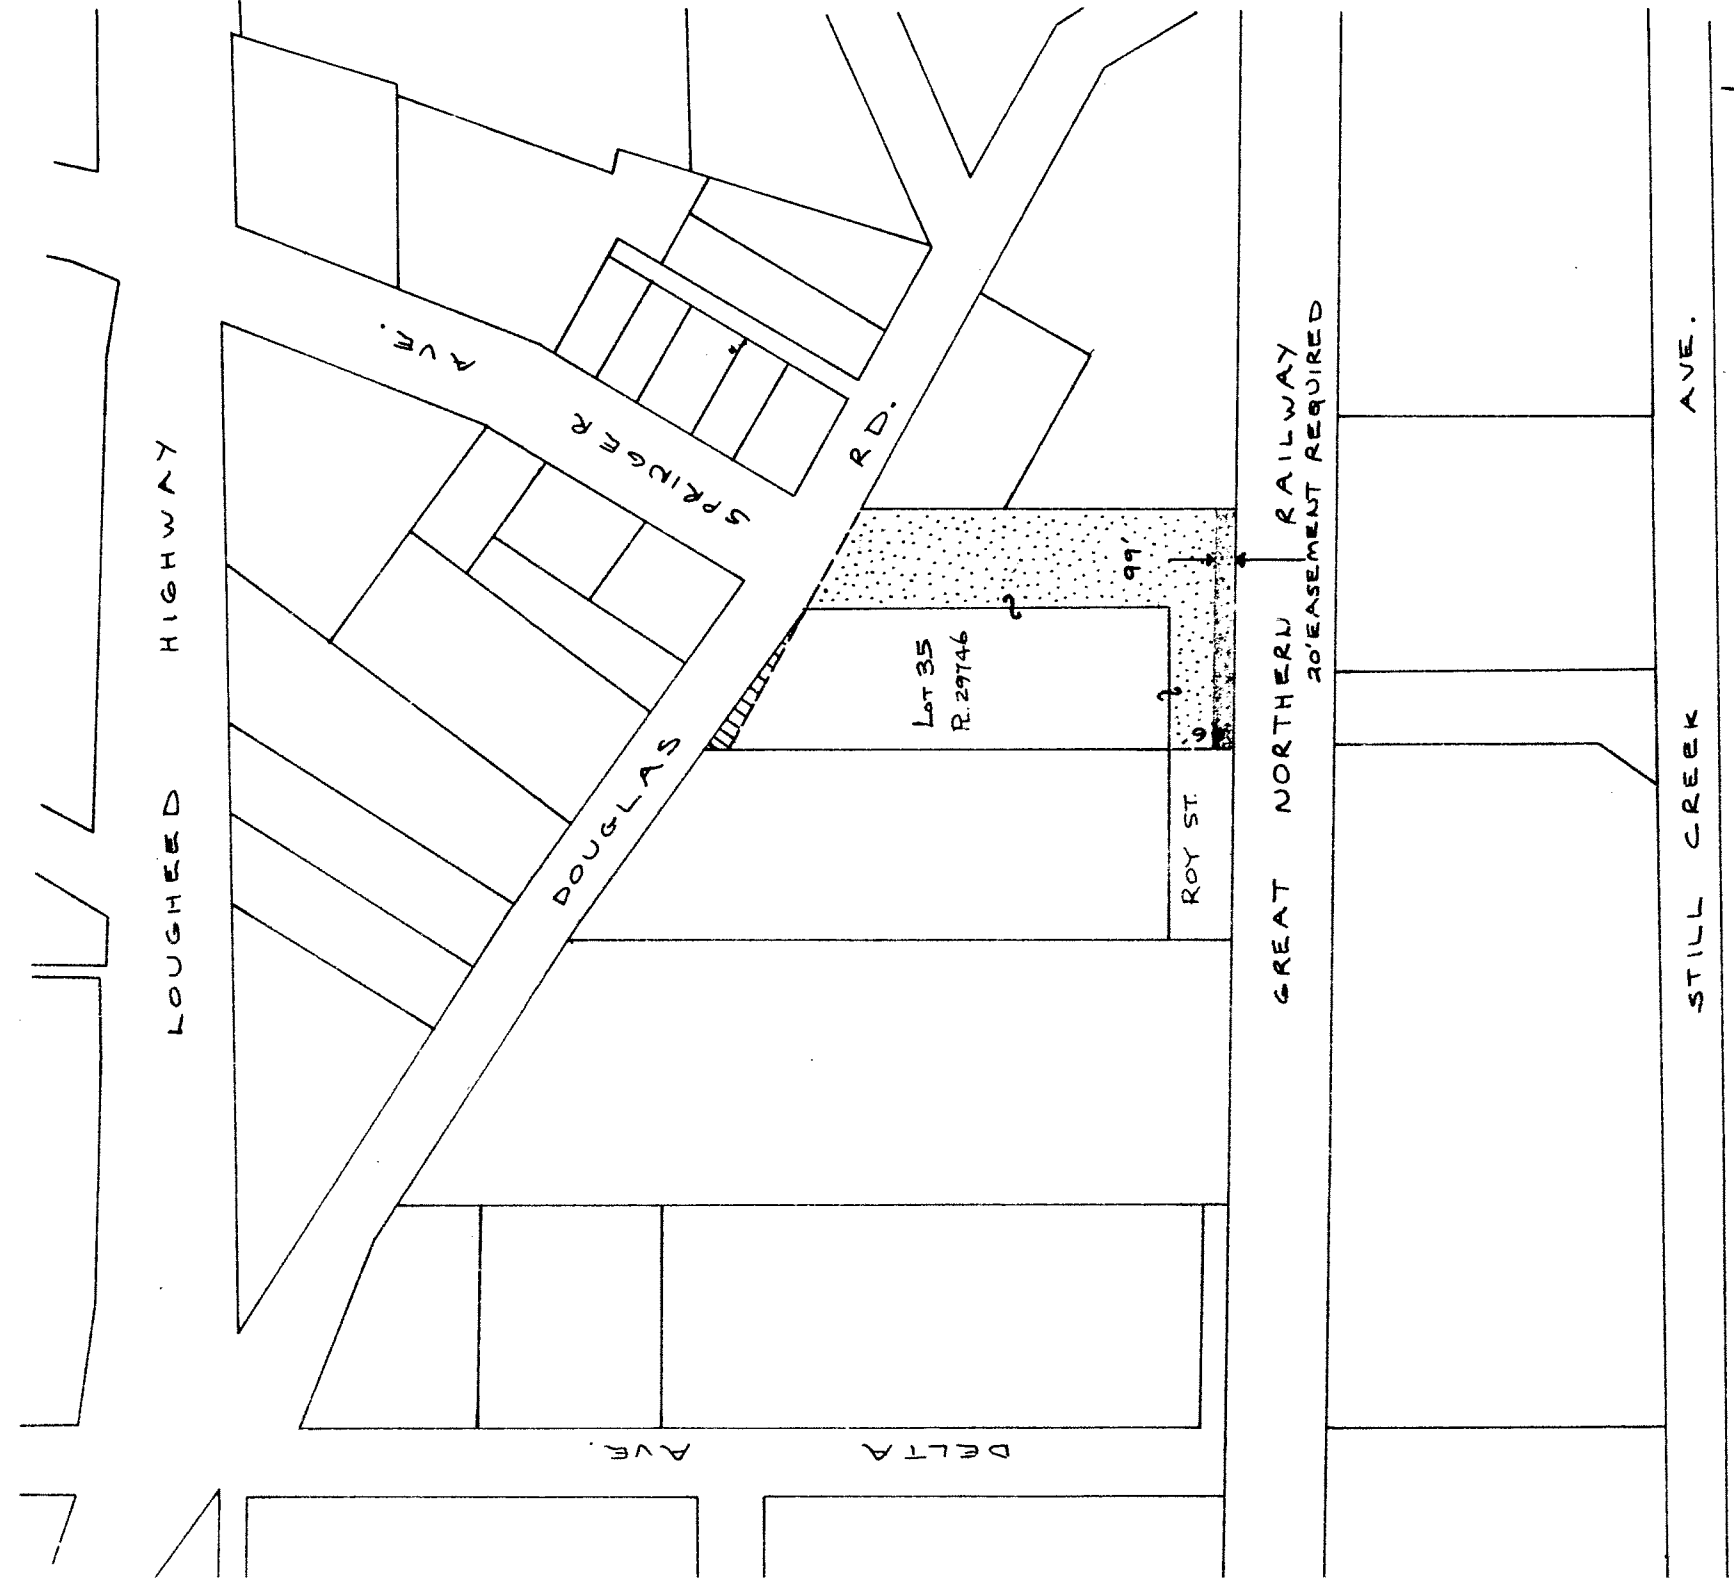 LOUGHEED HIGHWAY
SPRINGER AVE.
DOUGLAS RD.
Lot 35
P. 29746
99'
ROY ST.
GREAT NORTHERN RAILWAY
20' EASEMENT REQUIRED
STILL CREEK AVE.
DELTA AVE.